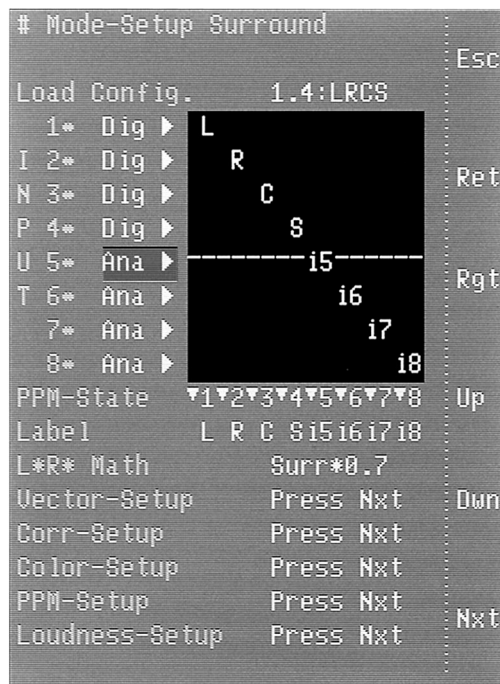 # Mode-Setup Surround
Esc
Load Config. 1.4:LRCS
1* Dig ▶ L
I 2* Dig ▶ R
Ret
N 3* Dig ▶ C
P 4* Dig ▶ S
U 5* Ana ▶ i5
Rgt
T 6* Ana ▶ i6
7* Ana ▶ i7
8* Ana ▶ i8
PPM-State ▼1▼2▼3▼4▼5▼6▼7▼8
Up
Label L R C Si5i6i7i8
L*R* Math Surr*0.7
Vector-Setup Press Nxt
Dwn
Corr-Setup Press Nxt
Color-Setup Press Nxt
PPM-Setup Press Nxt
Nxt
Loudness-Setup Press Nxt